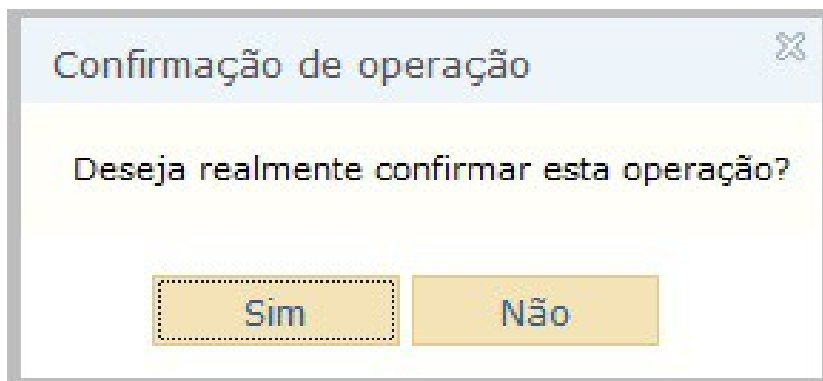 Confirmação de operação
Deseja realmente confirmar esta operação?
Sim Não